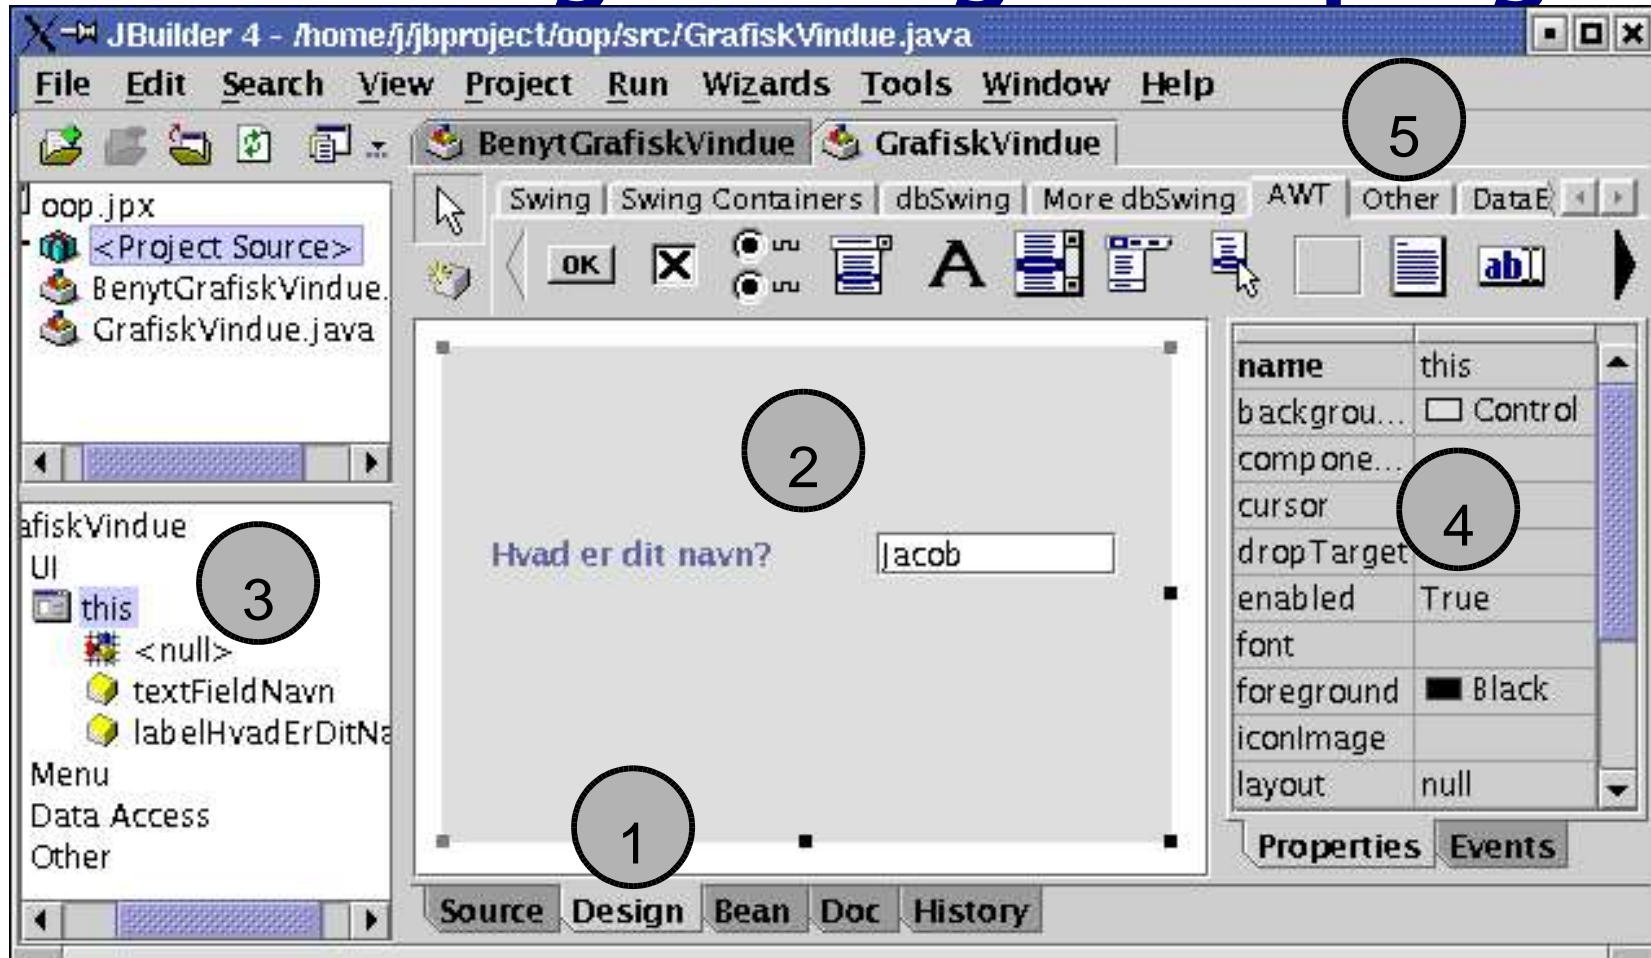 JBuilder 4 - /home/j/jbproject/oop/src/GrafiskVindue.java
File Edit Search View Project Run Wizards Tools Window Help
5
BenytGrafiskVindue GrafiskVindue
Swing Swing Containers dbSwing More dbSwing AWT Other DataE
oop.jpx
<Project Source>
BenytGrafiskVindue.
GrafiskVindue.java
OK
A
ab
afiskVindue
UI
this
<null>
textFieldNavn
labelHvadErDitNa
Menu
Data Access
Other
3
2
Hvad er dit navn? Jacob
1
name this
backgrou... Control
compone...
cursor
dropTarget
enabled True
font
foreground Black
iconImage
layout null
4
Properties Events
Source Design Bean Doc History